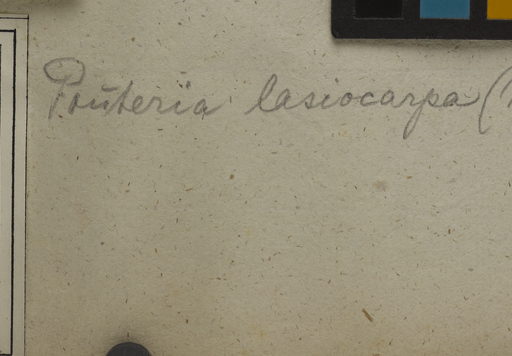 Pouteria lasiocarpa (